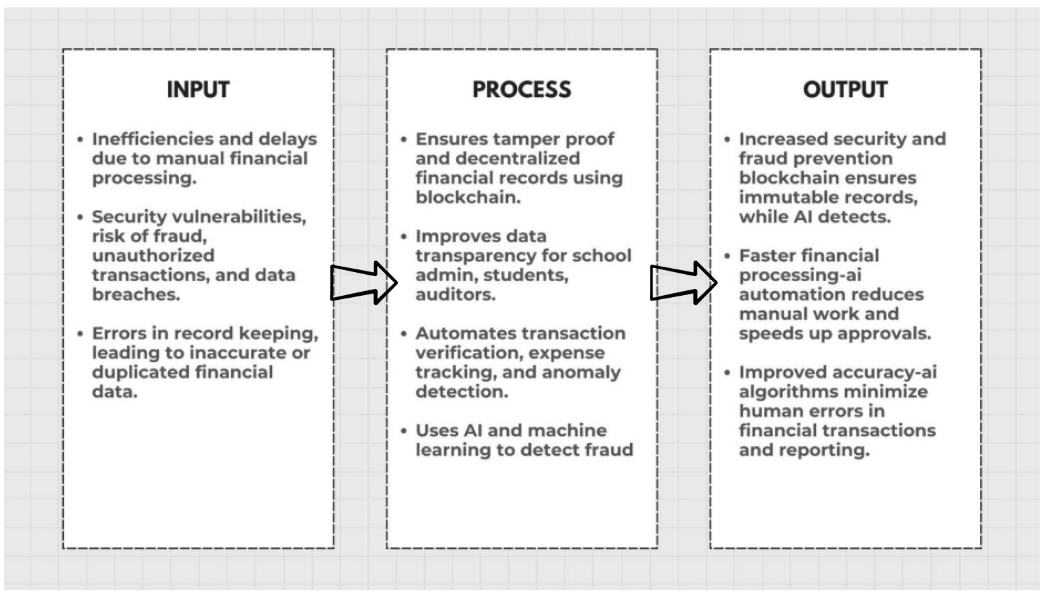 INPUT
• Inefficiencies and delays
due to manual financial
processing.
• Security vulnerabilities,
risk of fraud,
unauthorized
transactions, and data
breaches.
• Errors in record keeping,
leading to inaccurate or
duplicated financial
data.
PROCESS
• Ensures tamper proof
and decentralized
financial records using
blockchain.
• Improves data
transparency for school
admin, students,
auditors.
• Automates transaction
verification, expense
tracking, and anomaly
detection.
• Uses AI and machine
learning to detect fraud
OUTPUT
• Increased security and
fraud prevention
blockchain ensures
immutable records,
while AI detects.
• Faster financial
processing-ai
automation reduces
manual work and
speeds up approvals.
• Improved accuracy-ai
algorithms minimize
human errors in
financial transactions
and reporting.